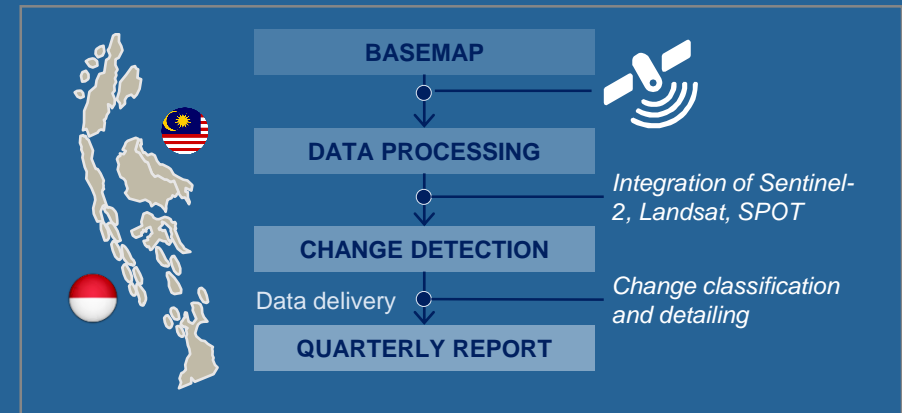 BASEMAP
DATA PROCESSING
Integration of Sentinel-
2, Landsat, SPOT
CHANGE DETECTION
Data delivery
Change classification
and detailing
QUARTERLY REPORT